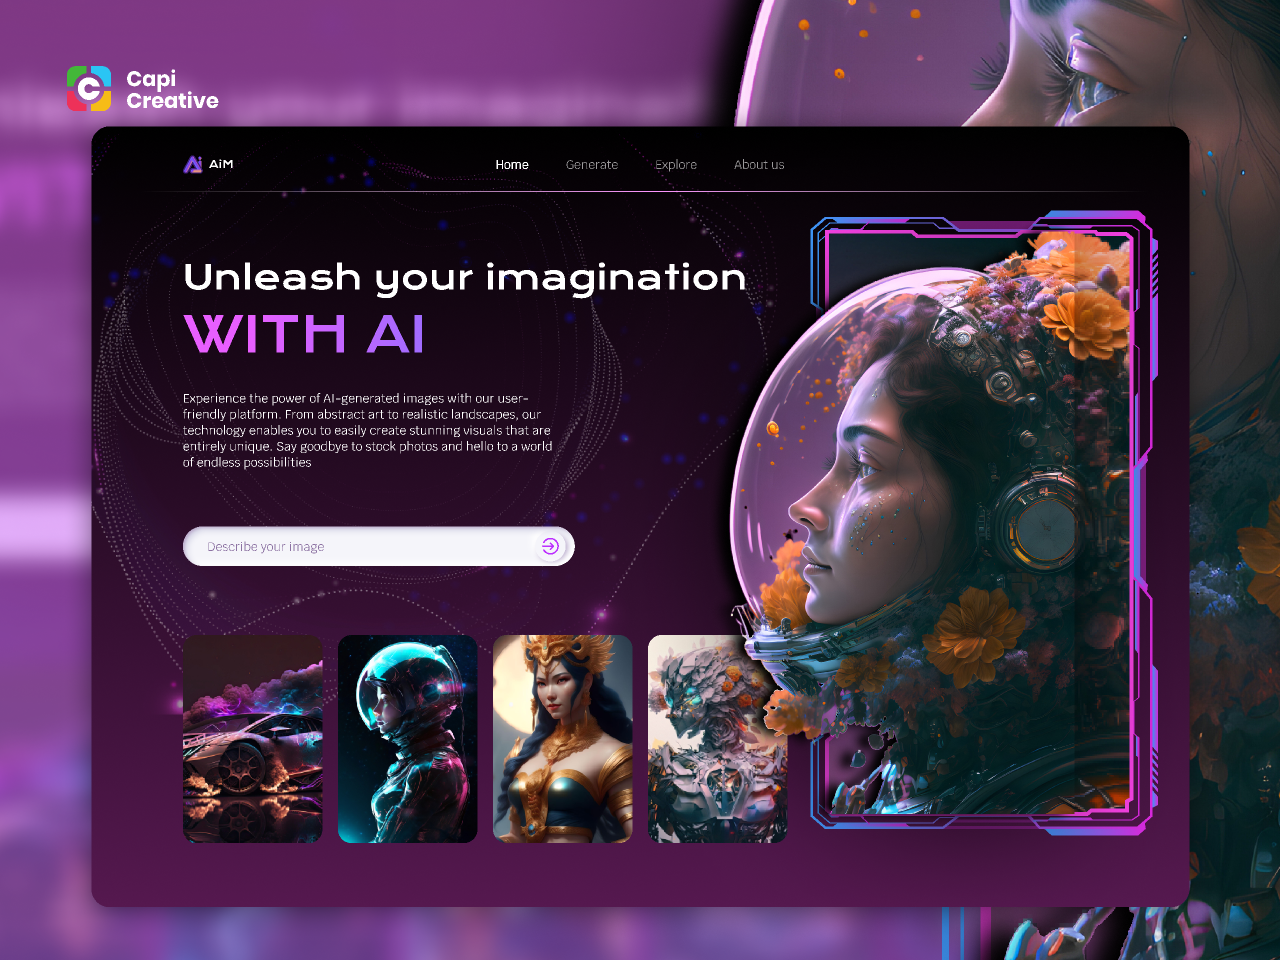 Capi
Creative
AiM
Home
Generate
Explore
About us
Unleash your imagination
WITH AI
Experience the power of AI-generated images with our user-
friendly platform. From abstract art to realistic landscapes, our
technology enables you to easily create stunning visuals that are
entirely unique. Say goodbye to stock photos and hello to a world
of endless possibilities
Describe your image